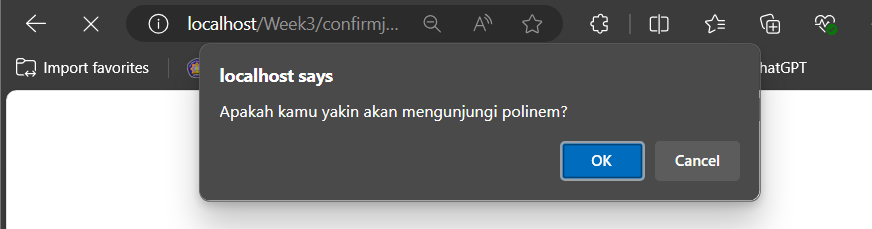 localhost/Week3/confirmj...
Import favorites
hatGPT
localhost says
Apakah kamu yakin akan mengunjungi polinem?
OK
Cancel